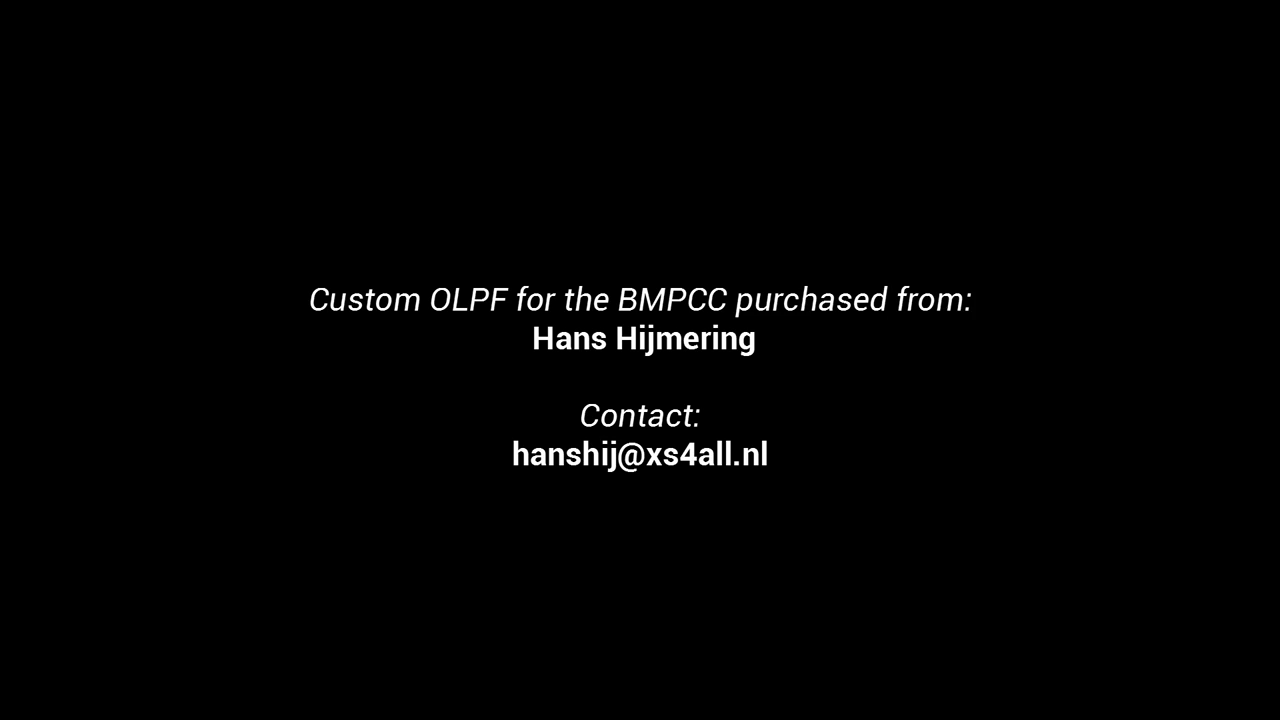 Custom OLPF for the BMPCC purchased from:
Hans Hijmering
Contact:
hanshij@xs4all.nl